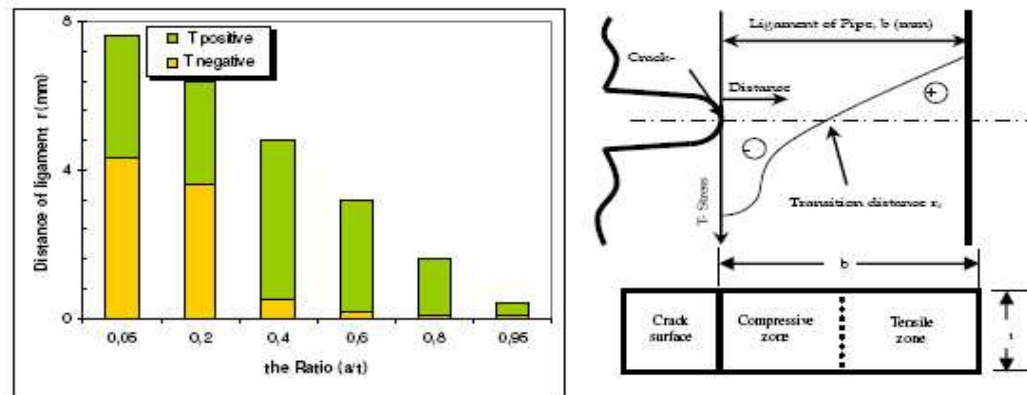 8
T positive
T negative
4
0
Distance of ligament r (mm)
0,05 0,2 0,4 0,6 0,8 0,95
the Ratio (a/t)
Ligament of Pipe, b (mm)
Crack-
Distance
+
-
T- Stress
Transition distance
b
Crack surface
Compressive zone
Tensile zone
t